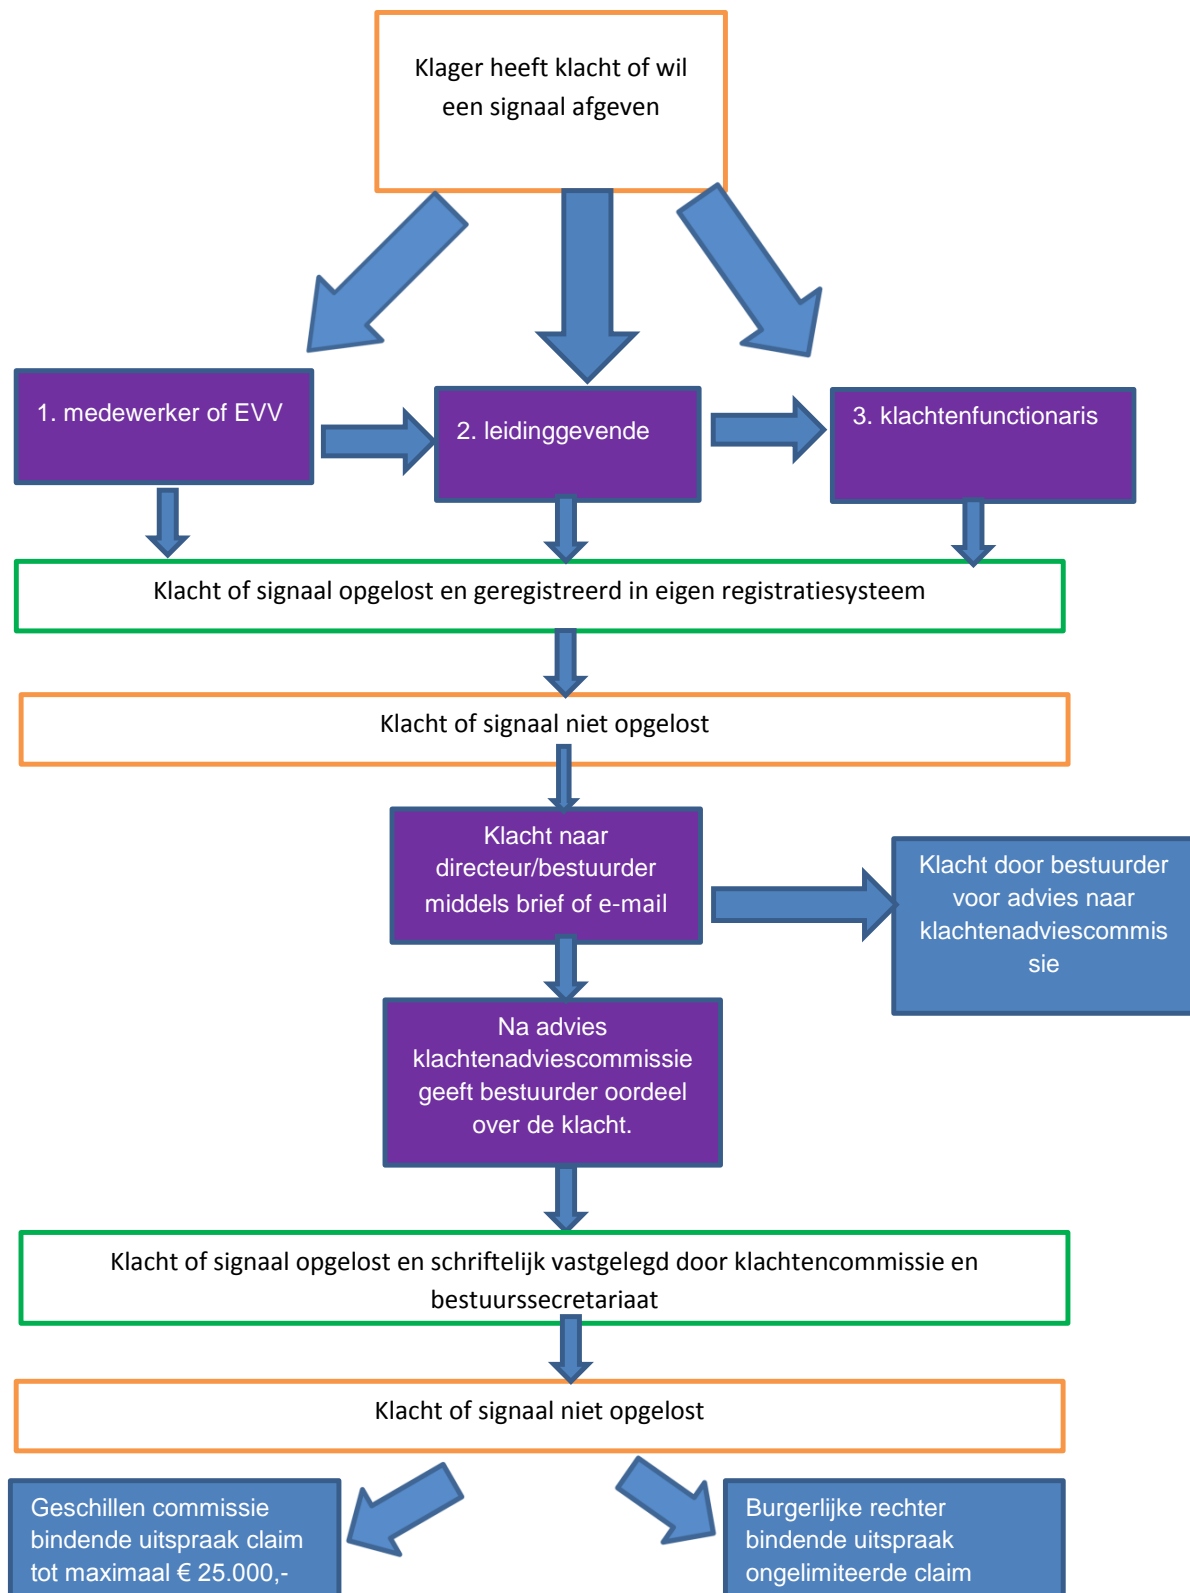 Klager heeft klacht of wil
een signaal afgeven
1. medewerker of EVV
2. leidinggevende
3. klachtenfunctionaris
Klacht of signaal opgelost en geregistreerd in eigen registratiesysteem
Klacht of signaal niet opgelost
Klacht naar
directeur/bestuurder
middels brief of e-mail
Klacht door bestuurder
voor advies naar
klachtenadviescommis
sie
Na advies
klachtenadviescommissie
geeft bestuurder oordeel
over de klacht.
Klacht of signaal opgelost en schriftelijk vastgelegd door klachtencommissie en
bestuurssecretariaat
Klacht of signaal niet opgelost
Geschillen commissie
bindende uitspraak claim
tot maximaal € 25.000,-
Burgerlijke rechter
bindende uitspraak
ongelimiteerde claim